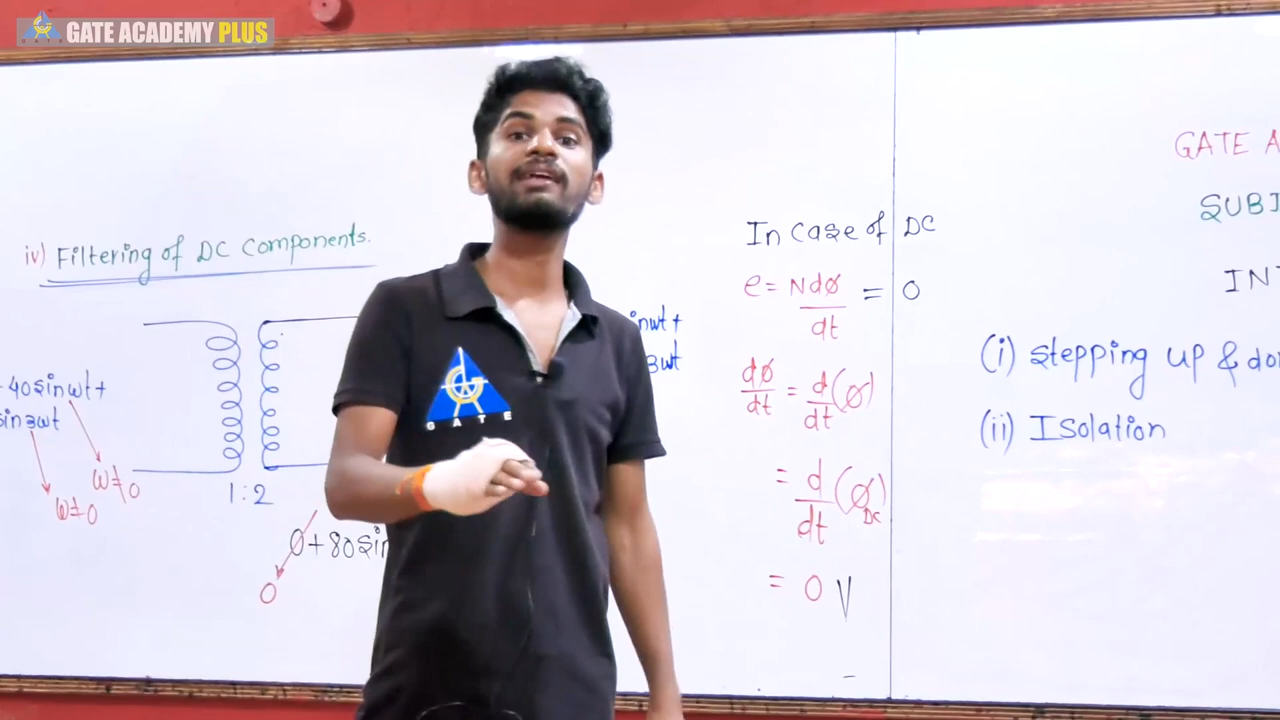 GATE ACADEMY PLUS
iv) Filtering of DC Components.
40sinωt+
sin3ωt
ω≠0
ω≠0
1:2
0+80sin
0
inωt+
3ωt
GATE
In Case of DC
e = N dø/dt = 0
dø/dt = d/dt (ø)
= d/dt (ø DC)
= 0 V
GATE A
SUBJ
(i) Stepping up &
(ii) Isolation